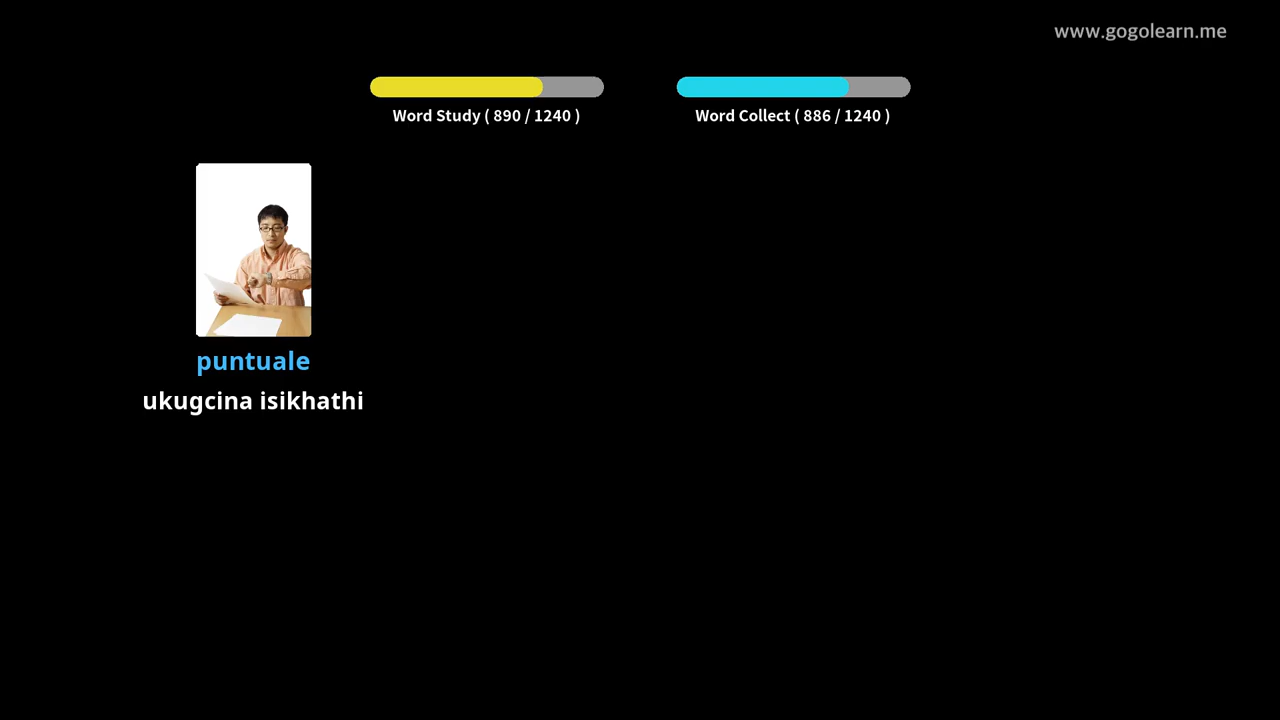 www.gogolearn.me
Word Study ( 890 / 1240 )
Word Collect ( 886 / 1240 )
puntuale
ukugcina isikhathi